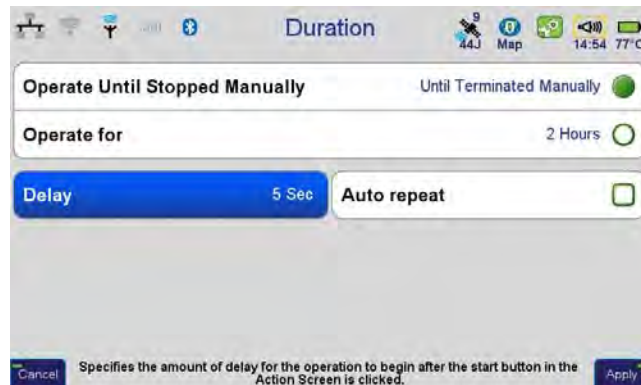 Duration
9
44J
Map
14:54
77°C
Operate Until Stopped Manually
Until Terminated Manually
Operate for
2 Hours
Delay
5 Sec
Auto repeat
Cancel
Specifies the amount of delay for the operation to begin after the start button in the
Action Screen is clicked.
Apply